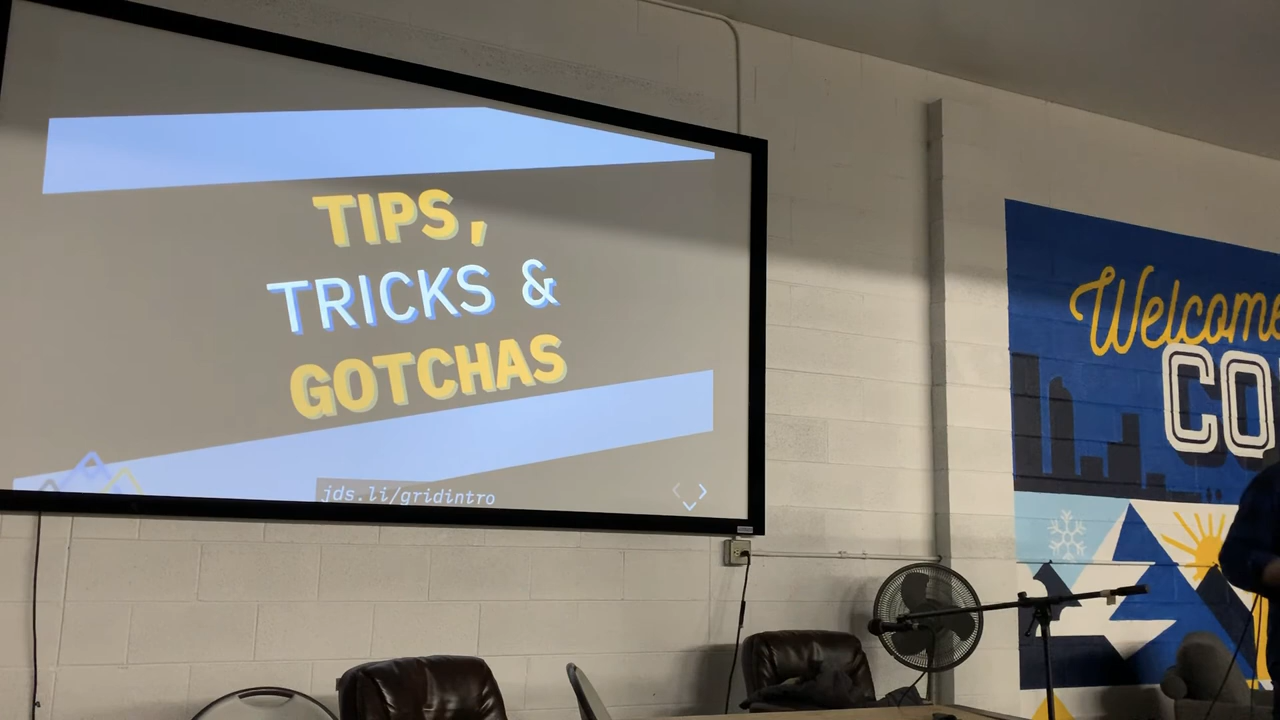 TIPS,
TRICKS &
GOTCHAS
jds.li/gridintro
Welcome
CO